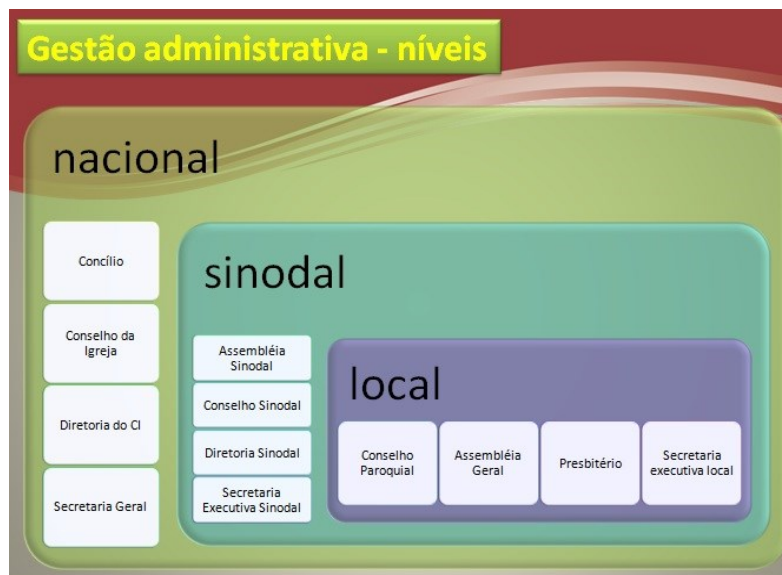 Gestão administrativa - níveis
nacional
Concílio
Conselho da
Igreja
Diretoria do CI
Secretaria Geral
sinodal
Assembléia
Sinodal
Conselho Sinodal
Diretoria Sinodal
Secretaria
Executiva Sinodal
local
Conselho
Paroquial
Assembléia
Geral
Presbitério
Secretaria
executiva local